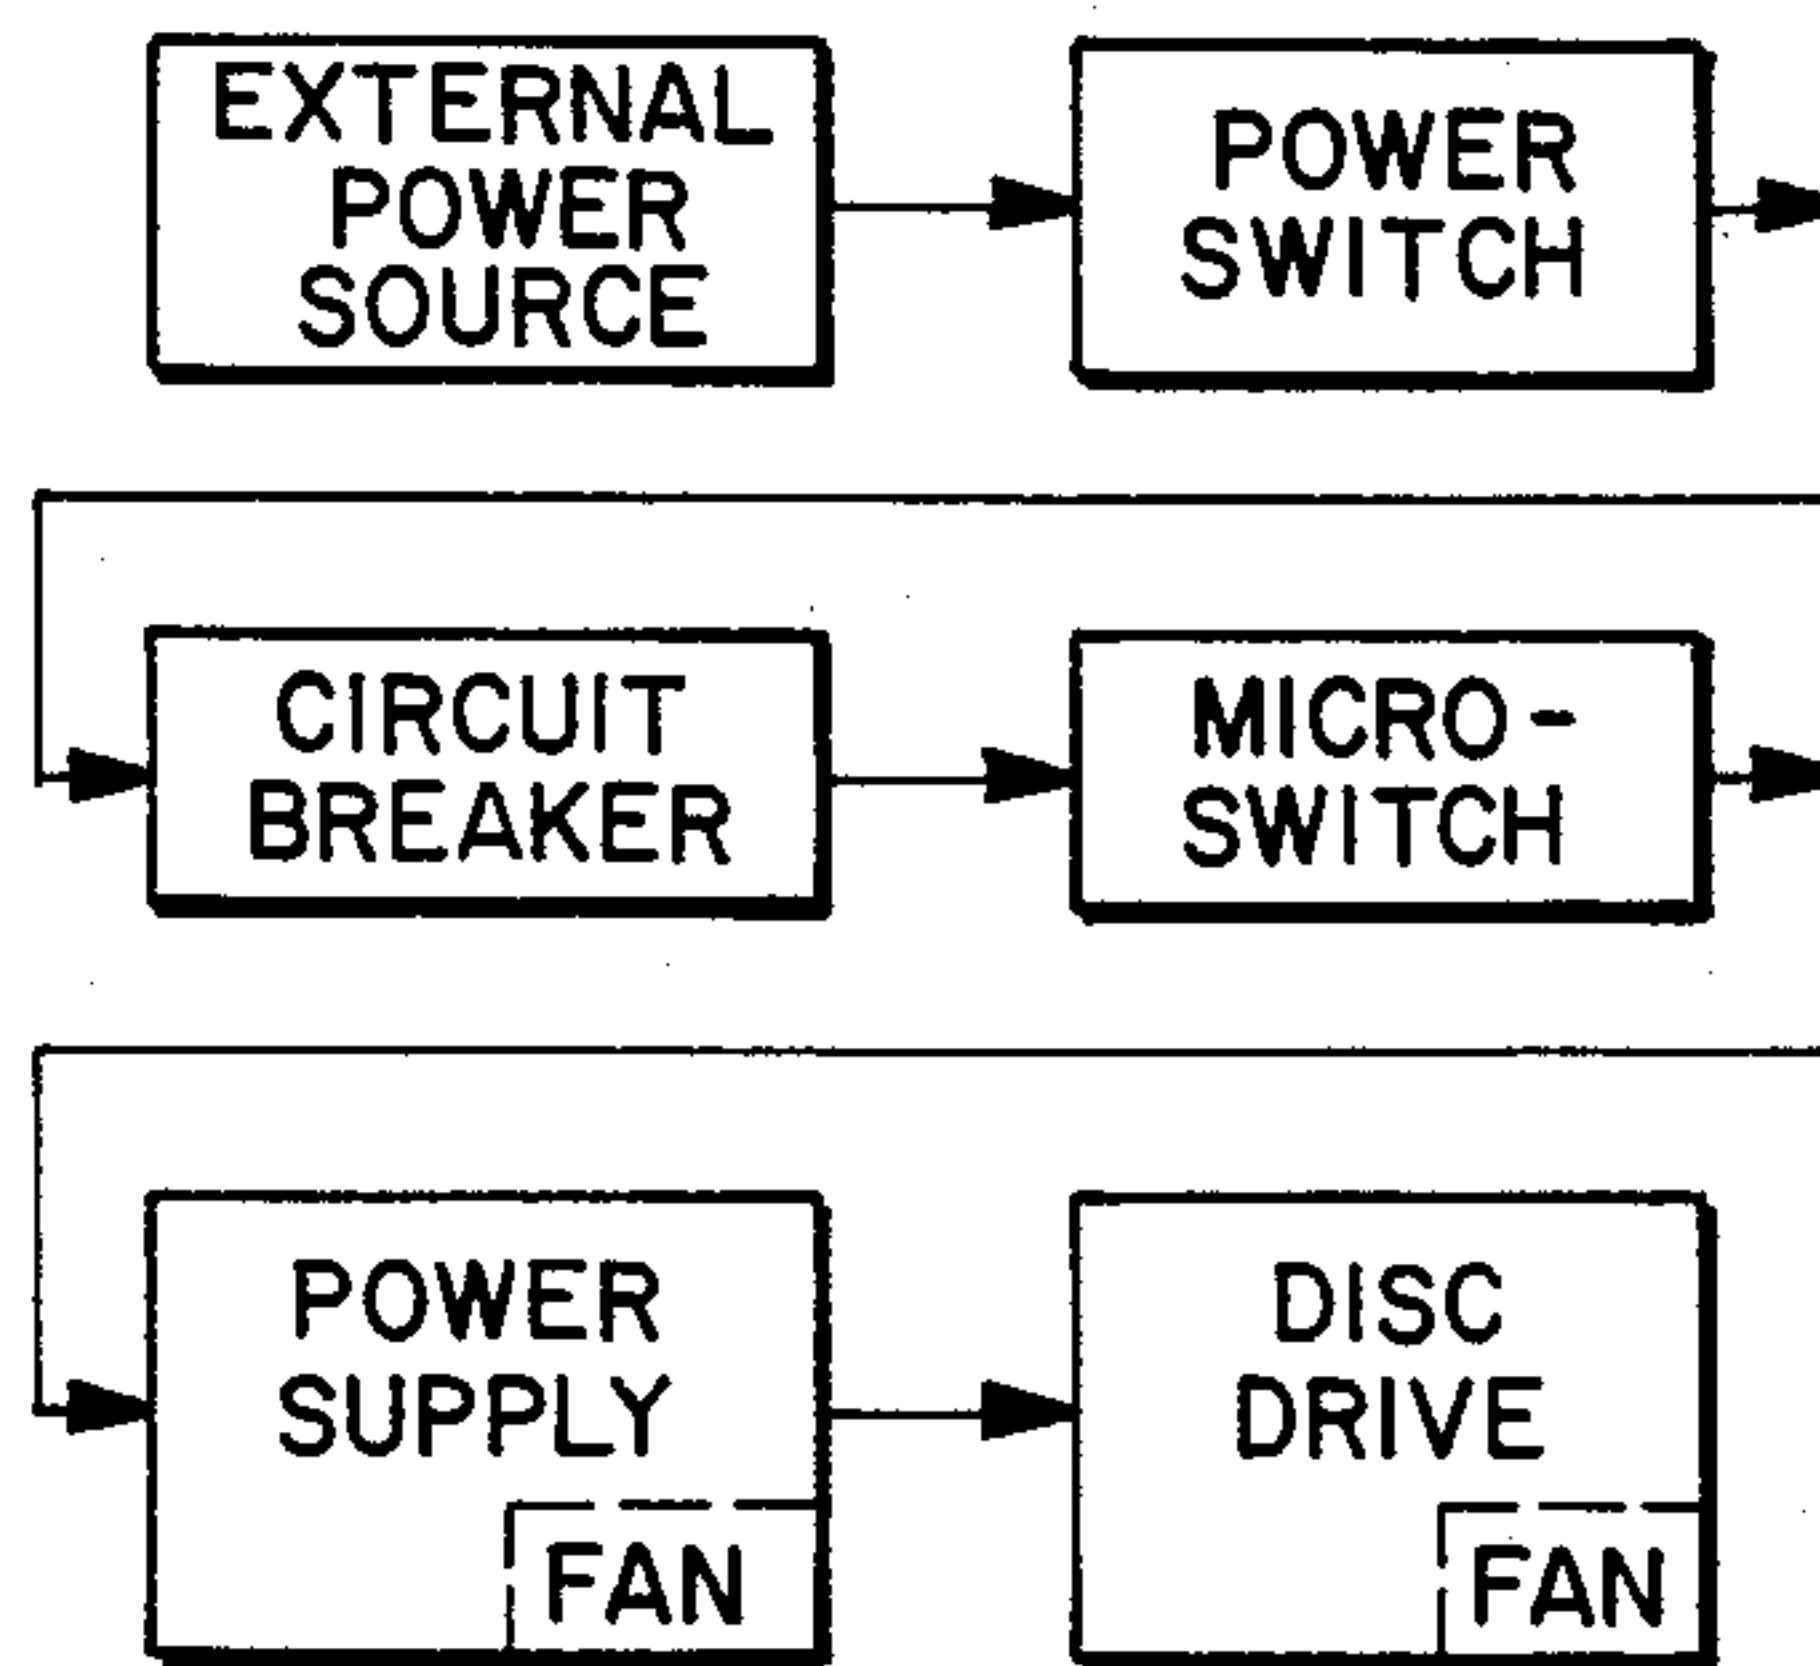 EXTERNAL
POWER
SOURCE
POWER
SWITCH
CIRCUIT
BREAKER
MICRO-
SWITCH
POWER
SUPPLY
FAN
DISC
DRIVE
FAN